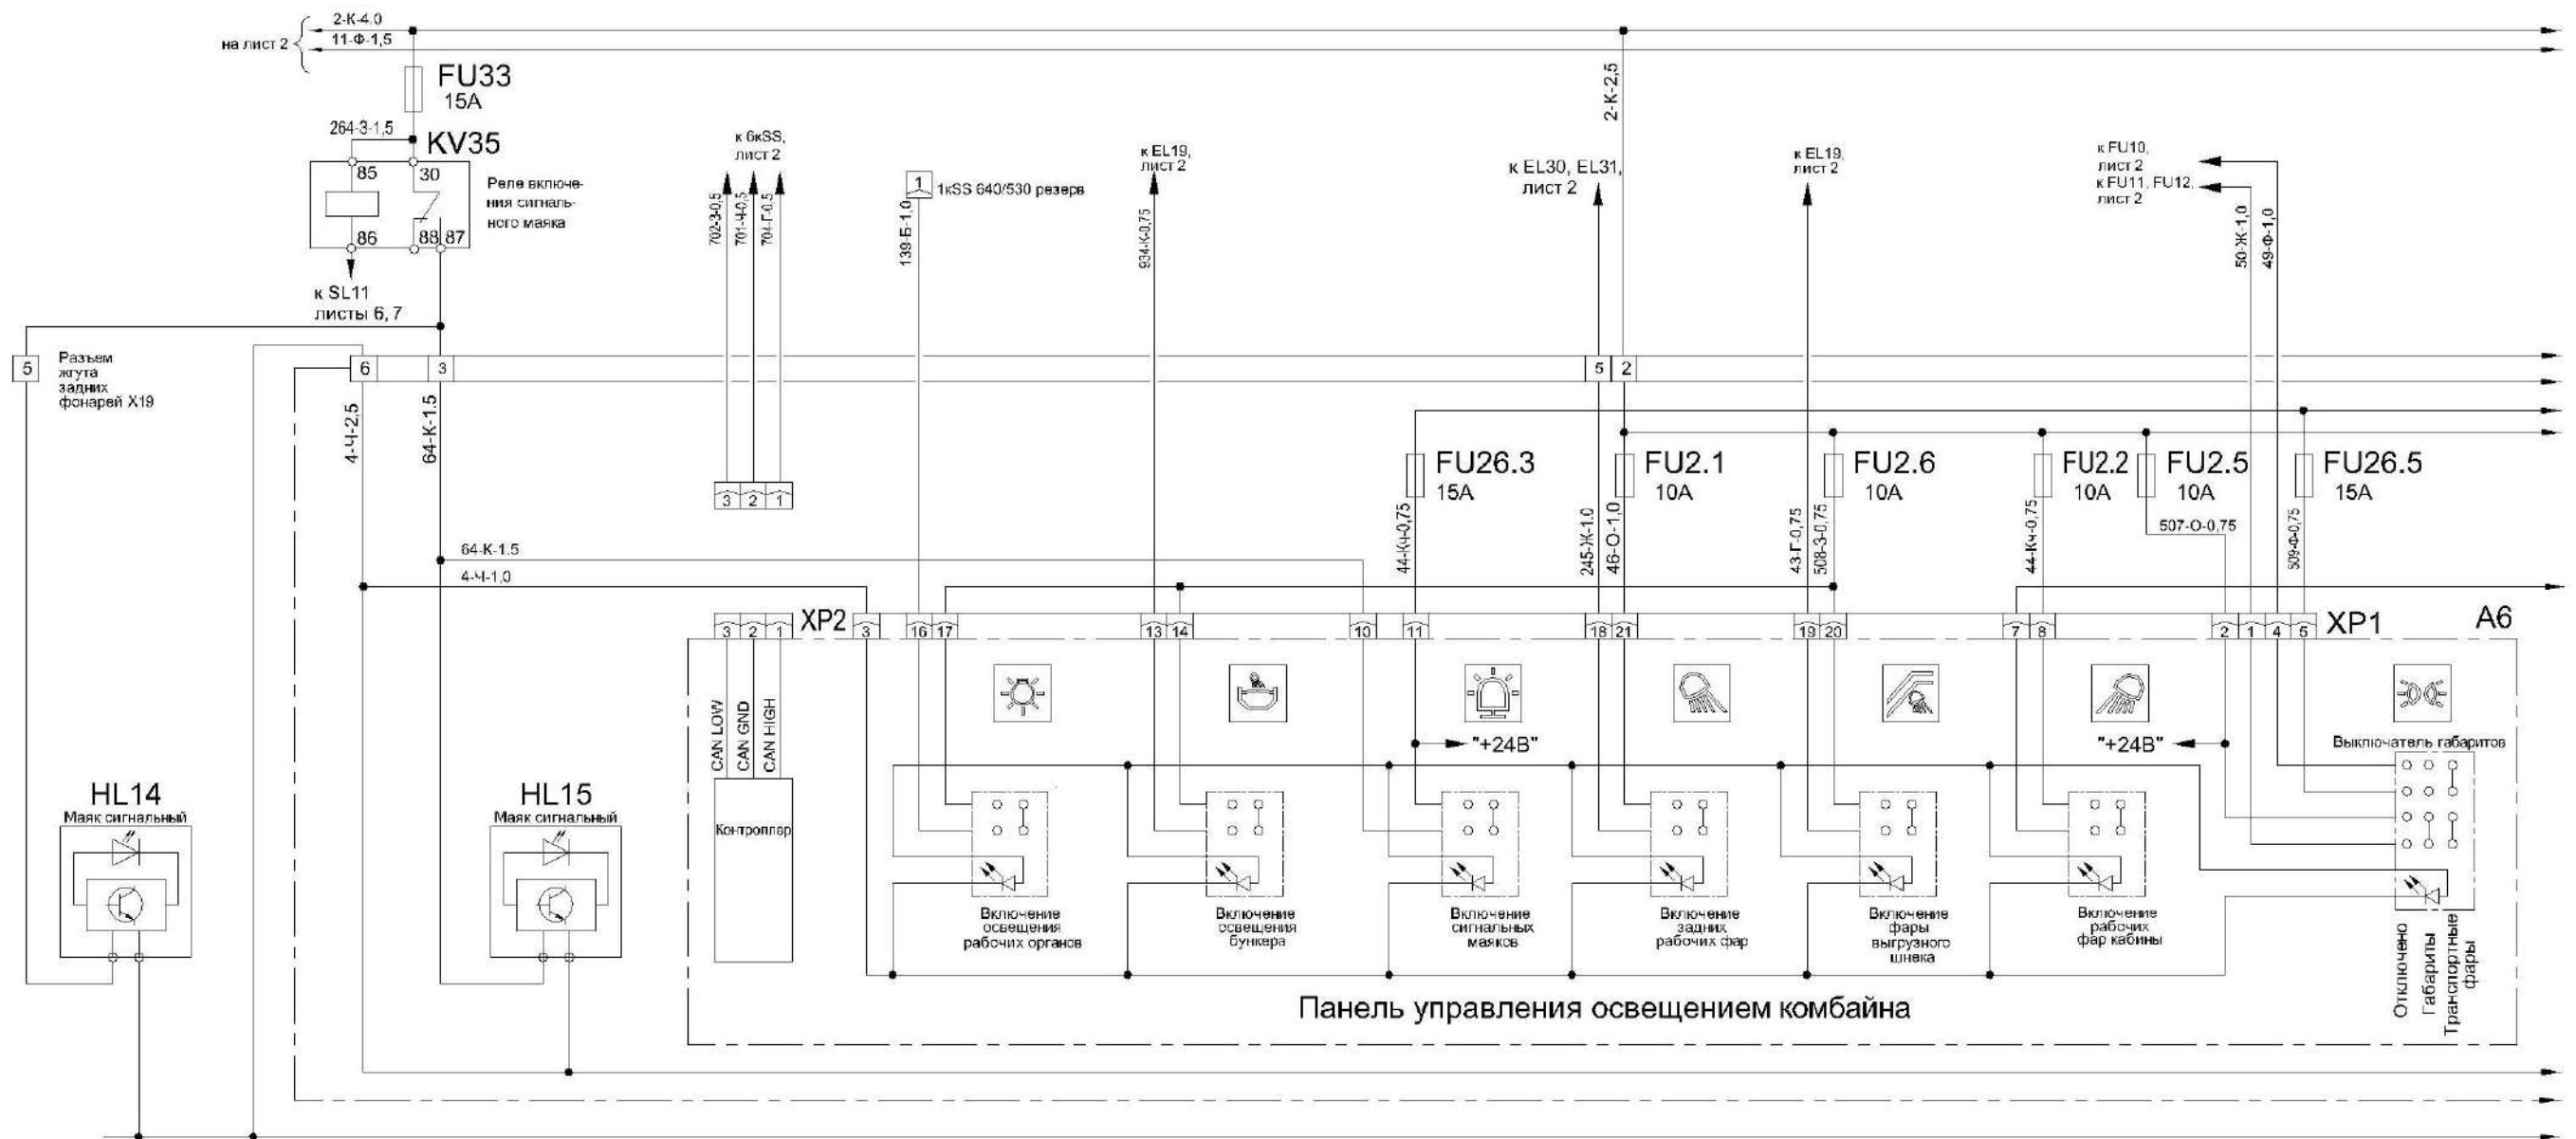 2-К-4.0
на лист 2
11-Ф-1,5
FU33
15А
264-3-1,5
KV35
85
30
86
88
87
Реле включе-
ния сигналь-
ного маяка
к SL11
листы 6, 7
к 6кSS,
лист 2
702-З-0,5
701-Ч-0,5
704-Г-0,5
1
1кSS 640/530 резерв
139-Б-1,0
к EL19,
лист 2
934-К-0,75
к EL30, EL31,
лист 2
2-К-2,5
к EL19,
лист 2
к FU10,
лист 2
к FU11, FU12,
лист 2
50-Ж-1,0
49-Ф-1,0
5
Разъем
жгута
задних
фонарей X19
6
3
5
2
4-Ч-2,5
64-К-1.5
3
2
1
FU26.3
15А
FU2.1
10А
FU2.6
10А
FU2.2
10А
FU2.5
10А
FU26.5
15А
44-Кч-0,75
245-Ж-1.0
46-О-1,0
43-Г-0,75
508-З-0,75
44-Кч-0,75
507-О-0,75
509-Ф-0,75
64-К-1.5
4-Ч-1,0
3
2
1
XP2
3
16
17
13
14
10
11
18
21
19
20
7
8
2
1
4
5
XP1
А6
CAN LOW
CAN GND
CAN HIGH
"+24В"
"+24В"
Выключатель габаритов
HL14
Маяк сигнальный
HL15
Маяк сигнальный
Контроллер
Включение
освещения
рабочих органов
Включение
освещения
бункера
Включение
сигнальных
маяков
Включение
задних
рабочих фар
Включение
фары
выгрузного
шнека
Включение
рабочих
фар кабины
Отключено
Габариты
Транспортные
фары
Панель управления освещением комбайна